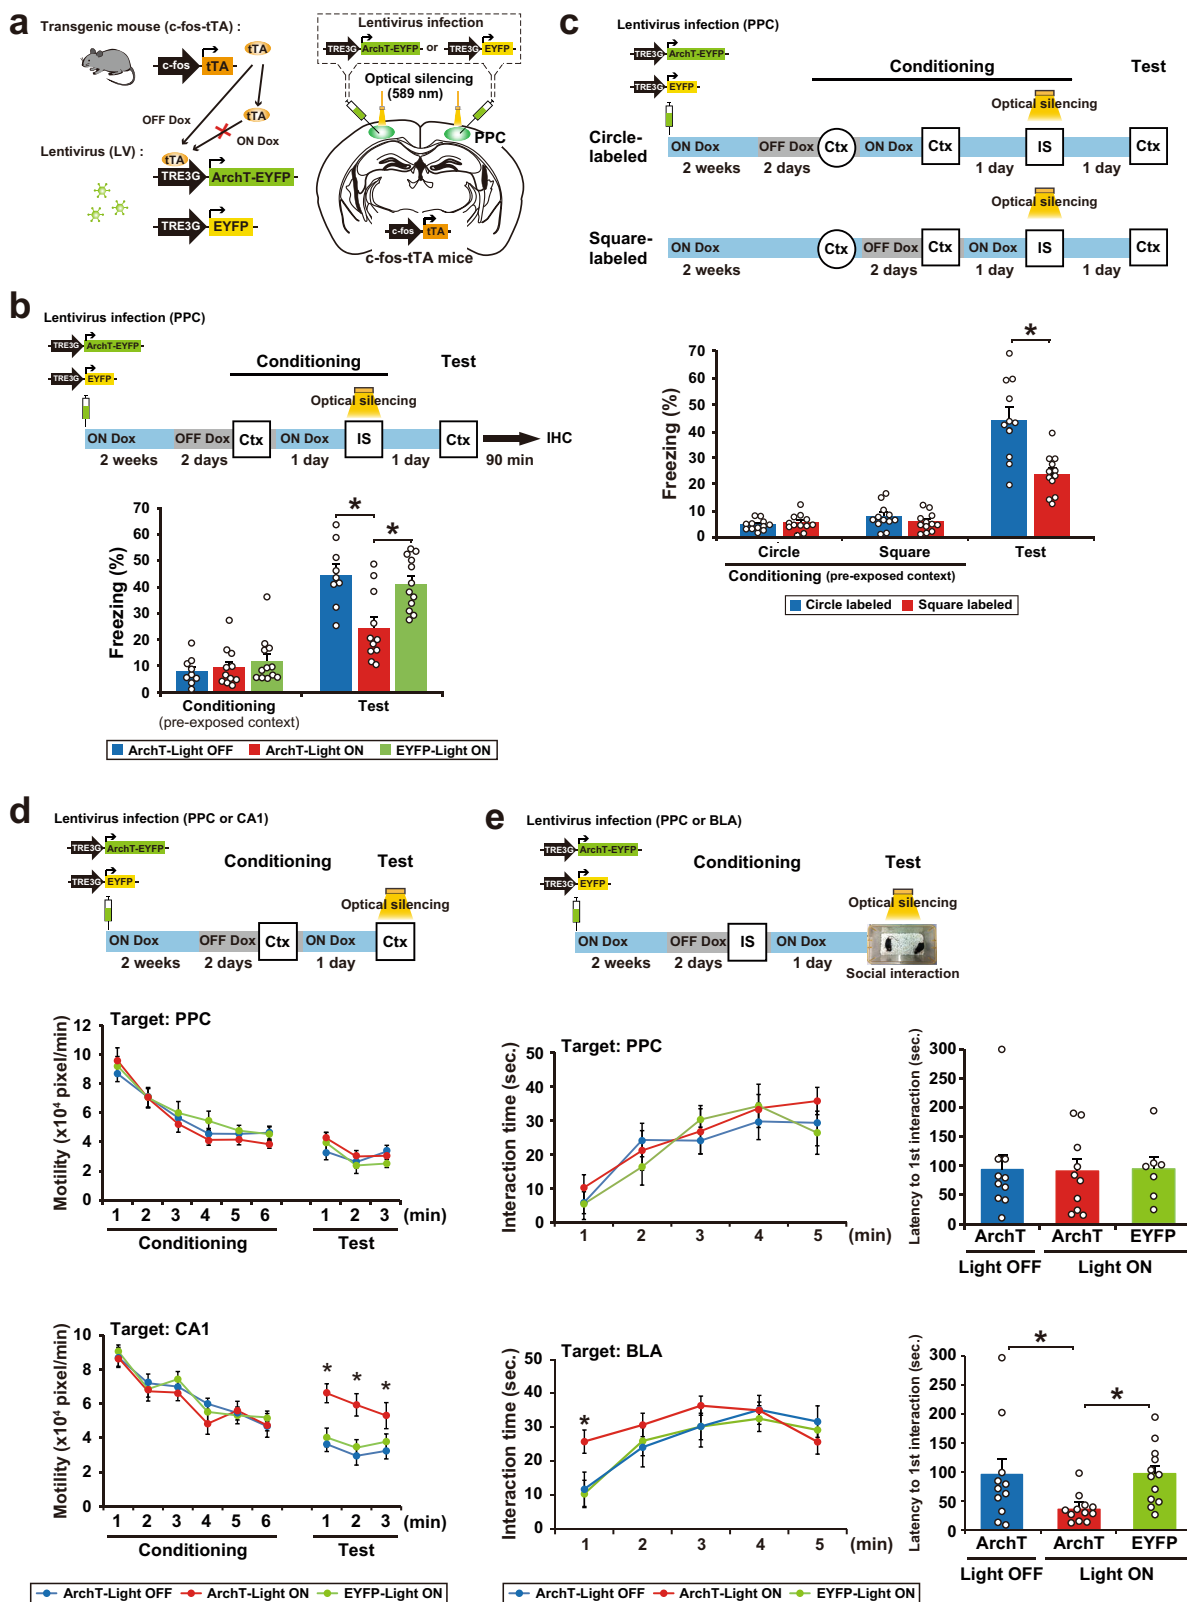 a
Transgenic mouse (c-fos-tTA) :
c-fos
tTA
tTA
tTA
OFF Dox
ON Dox
Lentivirus (LV) :
tTA
TRE3G
ArchT-EYFP
TRE3G
EYFP
Lentivirus infection
TRE3G
ArchT-EYFP
or
TRE3G
EYFP
Optical silencing
(589 nm)
PPC
c-fos
tTA
c-fos-tTA mice
b
Lentivirus infection (PPC)
TRE3G
ArchT-EYFP
TRE3G
EYFP
Conditioning
Test
Optical silencing
ON Dox
OFF Dox
Ctx
ON Dox
IS
Ctx
IHC
2 weeks
2 days
1 day
1 day
90 min
Freezing (%)
70
60
50
40
30
20
10
0
*
*
Conditioning
(pre-exposed context)
Test
ArchT-Light OFF
ArchT-Light ON
EYFP-Light ON
c
Lentivirus infection (PPC)
TRE3G
ArchT-EYFP
TRE3G
EYFP
Conditioning
Test
Optical silencing
Circle-
labeled
ON Dox
OFF Dox
Ctx
ON Dox
Ctx
IS
Ctx
2 weeks
2 days
1 day
1 day
Optical silencing
Square-
labeled
ON Dox
Ctx
OFF Dox
Ctx
ON Dox
IS
Ctx
2 weeks
2 days
1 day
1 day
Freezing (%)
70
60
50
40
30
20
10
0
*
Circle
Square
Test
Conditioning (pre-exposed context)
Circle labeled
Square labeled
d
Lentivirus infection (PPC or CA1)
TRE3G
ArchT-EYFP
TRE3G
EYFP
Conditioning
Test
Optical silencing
ON Dox
OFF Dox
Ctx
ON Dox
Ctx
2 weeks
2 days
1 day
Target: PPC
Motility (x10⁴ pixel/min)
12
10
8
6
4
2
0
1 2 3 4 5 6
1 2 3 (min)
Conditioning
Test
Target: CA1
Motility (x10⁴ pixel/min)
10
8
6
4
2
0
* * *
1 2 3 4 5 6
1 2 3 (min)
Conditioning
Test
ArchT-Light OFF
ArchT-Light ON
EYFP-Light ON
e
Lentivirus infection (PPC or BLA)
TRE3G
ArchT-EYFP
TRE3G
EYFP
Conditioning
Test
Optical silencing
ON Dox
OFF Dox
IS
ON Dox
2 weeks
2 days
1 day
Social interaction
Target: PPC
Interaction time (sec.)
50
40
30
20
10
0
1 2 3 4 5 (min)
Latency to 1st interaction (sec.)
300
250
200
150
100
50
0
ArchT
ArchT
EYFP
Light OFF
Light ON
Target: BLA
Interaction time (sec.)
50
40
30
20
10
0
*
1 2 3 4 5 (min)
Latency to 1st interaction (sec.)
300
250
200
150
100
50
0
*
*
ArchT
ArchT
EYFP
Light OFF
Light ON
ArchT-Light OFF
ArchT-Light ON
EYFP-Light ON